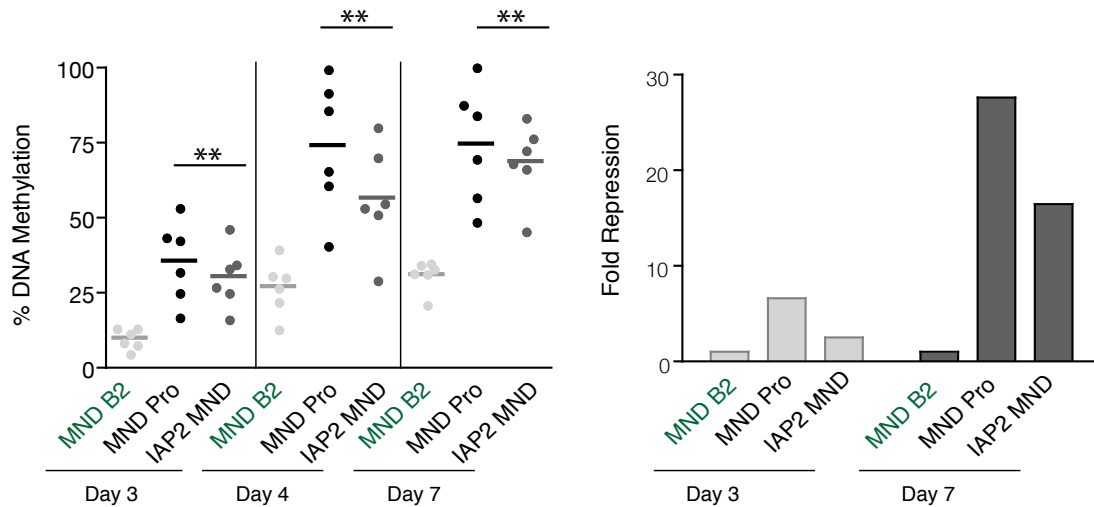 **
**
**
% DNA Methylation
100
75
50
25
0
MND B2
MND Pro
IAP2 MND
MND B2
MND Pro
IAP2 MND
MND B2
MND Pro
IAP2 MND
Day 3
Day 4
Day 7
Fold Repression
30
20
10
0
MND B2
MND Pro
IAP2 MND
MND B2
MND Pro
IAP2 MND
Day 3
Day 7